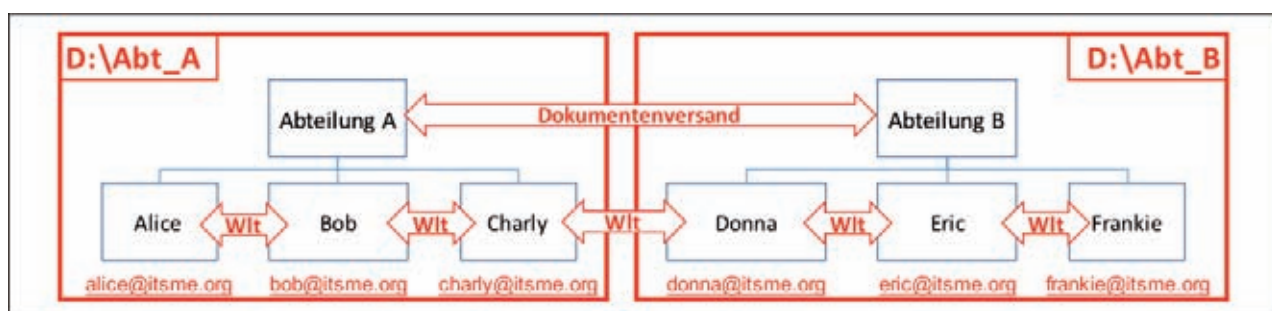 D:\Abt_A D:\Abt_B
Abteilung A Dokumentenversand Abteilung B
Alice Wlt Bob Wlt Charly Wlt Donna Wlt Eric Wlt Frankie
alice@itsme.org bob@itsme.org charly@itsme.org donna@itsme.org eric@itsme.org frankie@itsme.org